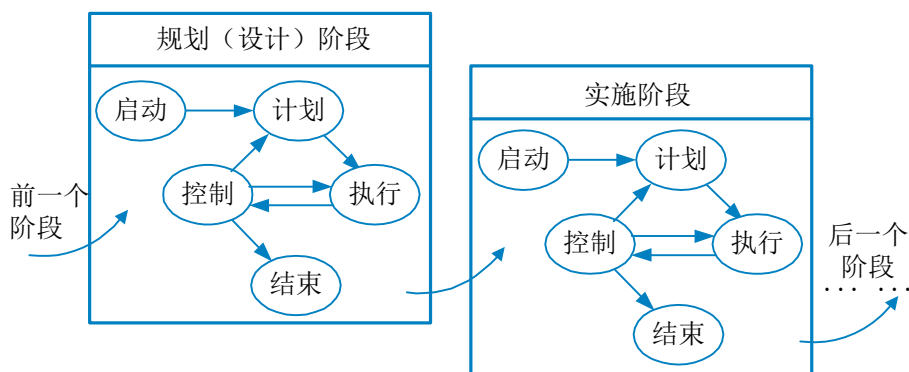 规划（设计）阶段
启动
计划
控制
执行
结束
前一个
阶段
实施阶段
启动
计划
控制
执行
结束
后一个
阶段
... ...